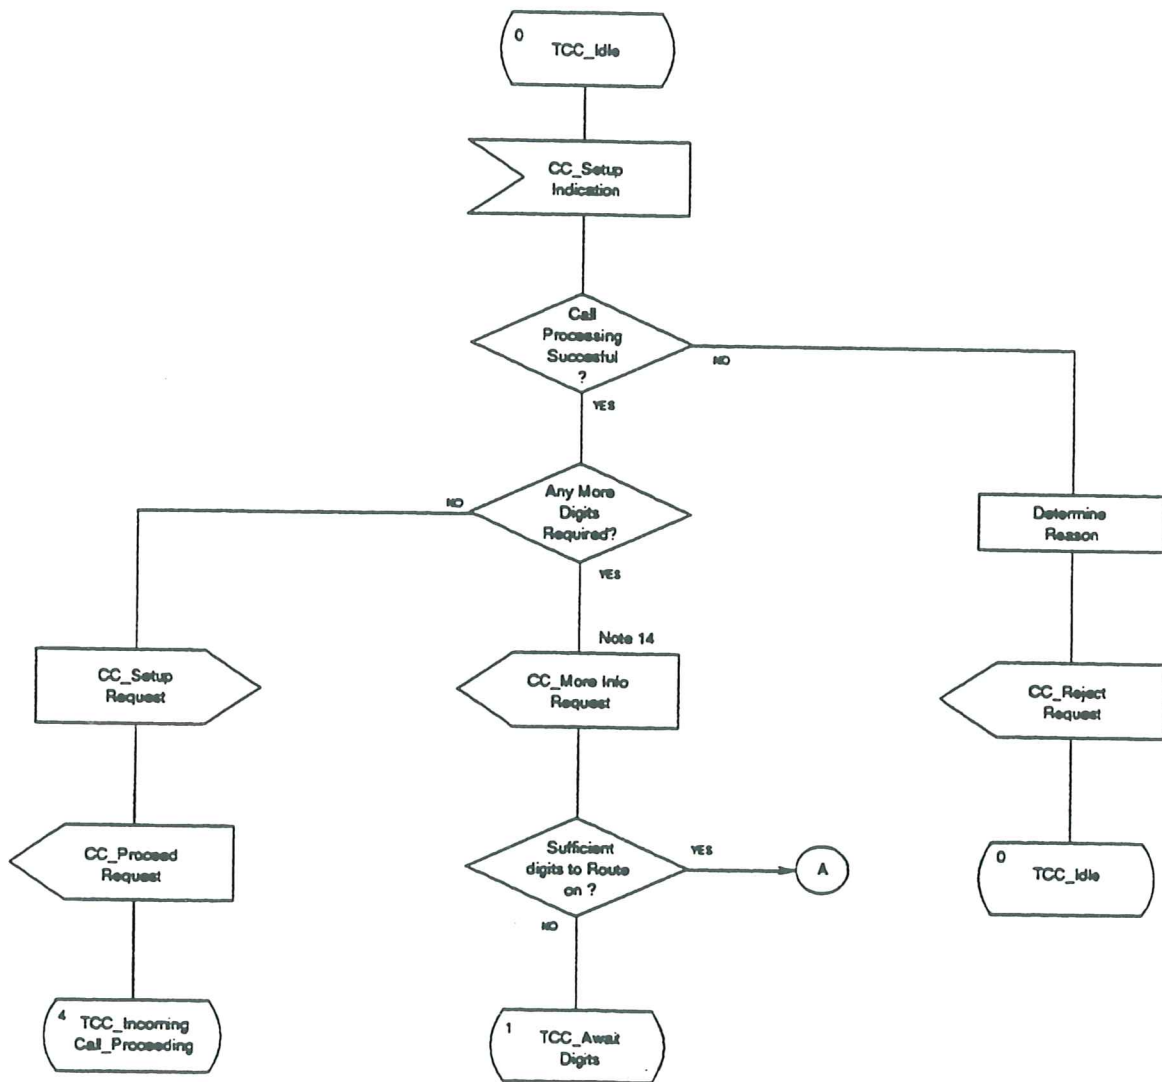 0
TCC_Idle
CC_Setup
Indication
Call
Processing
Succesful
?
NO
YES
Any More
Digits
Required?
NO
YES
Determine
Reason
Note 14
CC_Setup
Request
CC_More Info
Request
CC_Reject
Request
CC_Proceed
Request
Sufficient
digits to Route
on ?
YES
A
NO
0
TCC_Idle
4
TCC_Incoming
Call_Proceeding
1
TCC_Await
Digits